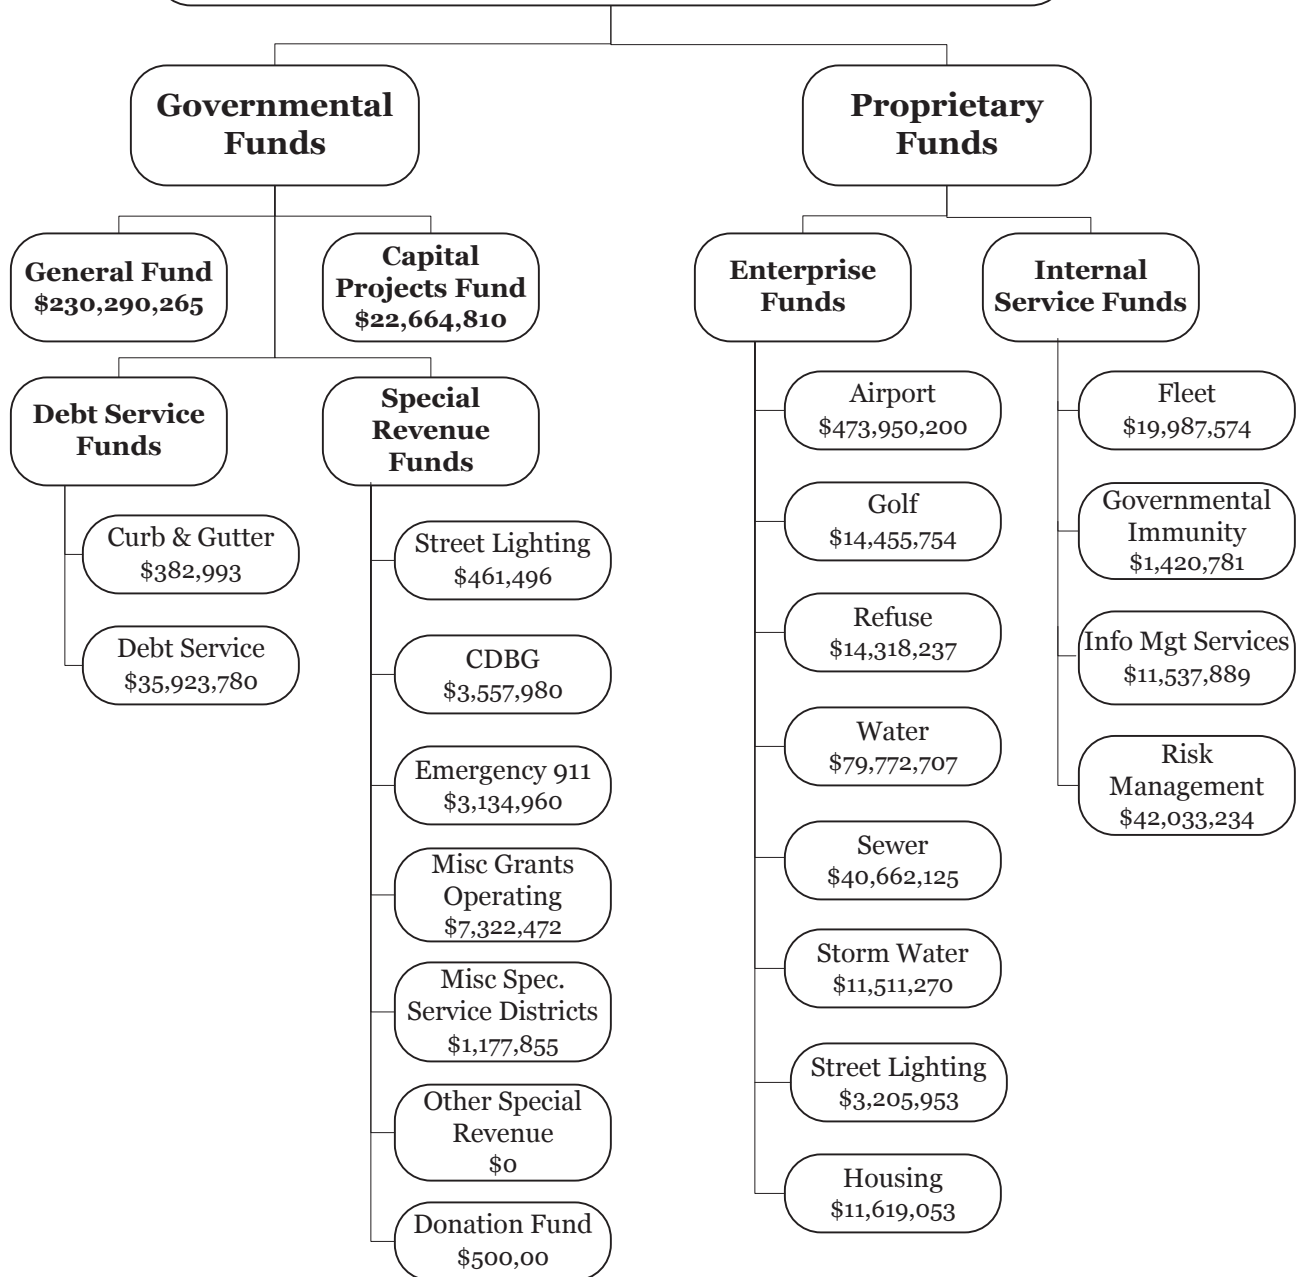 Governmental
Funds
Proprietary
Funds
General Fund
$230,290,265
Capital
Projects Fund
$22,664,810
Debt Service
Funds
Curb & Gutter
$382,993
Debt Service
$35,923,780
Special
Revenue
Funds
Street Lighting
$461,496
CDBG
$3,557,980
Emergency 911
$3,134,960
Misc Grants
Operating
$7,322,472
Misc Spec.
Service Districts
$1,177,855
Other Special
Revenue
$0
Donation Fund
$500,00
Enterprise
Funds
Airport
$473,950,200
Golf
$14,455,754
Refuse
$14,318,237
Water
$79,772,707
Sewer
$40,662,125
Storm Water
$11,511,270
Street Lighting
$3,205,953
Housing
$11,619,053
Internal
Service Funds
Fleet
$19,987,574
Governmental
Immunity
$1,420,781
Info Mgt Services
$11,537,889
Risk
Management
$42,033,234